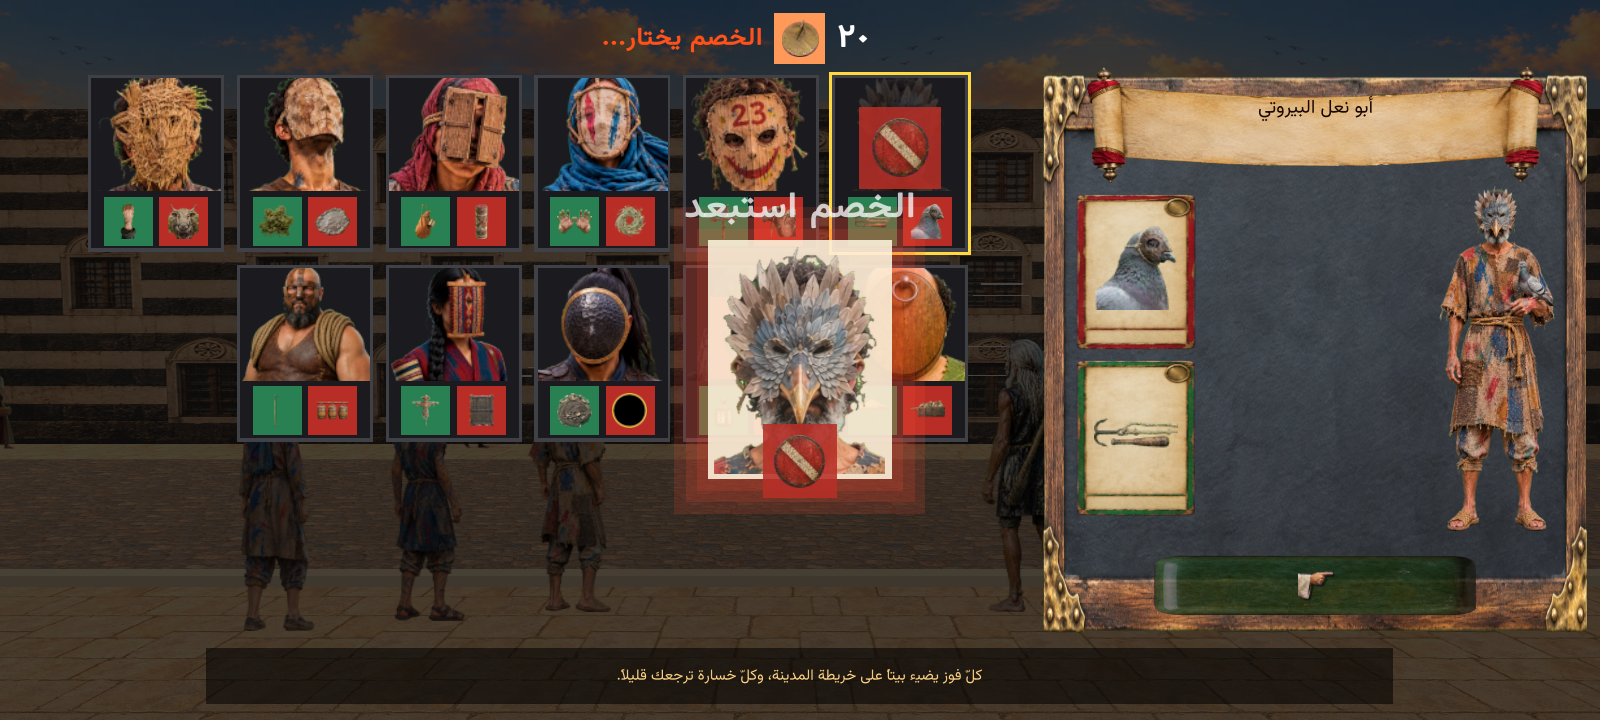 ٢٠
الخصم يختار...
أبو نعل البيروتي
23
الخصم استبعد
كلّ فوز يضيء بيتاً على خريطة المدينة، وكلّ خسارة ترجعك قليلاً.